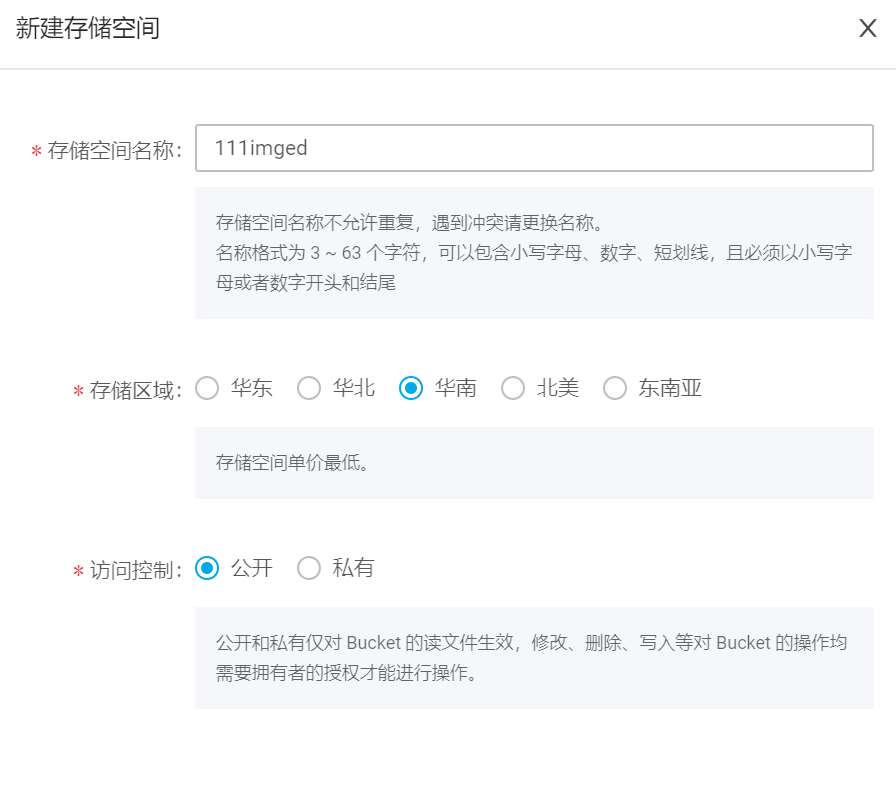 新建存储空间 X
* 存储空间名称： 111imged
存储空间名称不允许重复，遇到冲突请更换名称。
名称格式为 3 ~ 63 个字符，可以包含小写字母、数字、短划线，且必须以小写字
母或者数字开头和结尾
* 存储区域： 华东 华北 华南 北美 东南亚
存储空间单价最低。
* 访问控制： 公开 私有
公开和私有仅对 Bucket 的读文件生效，修改、删除、写入等对 Bucket 的操作均
需要拥有者的授权才能进行操作。